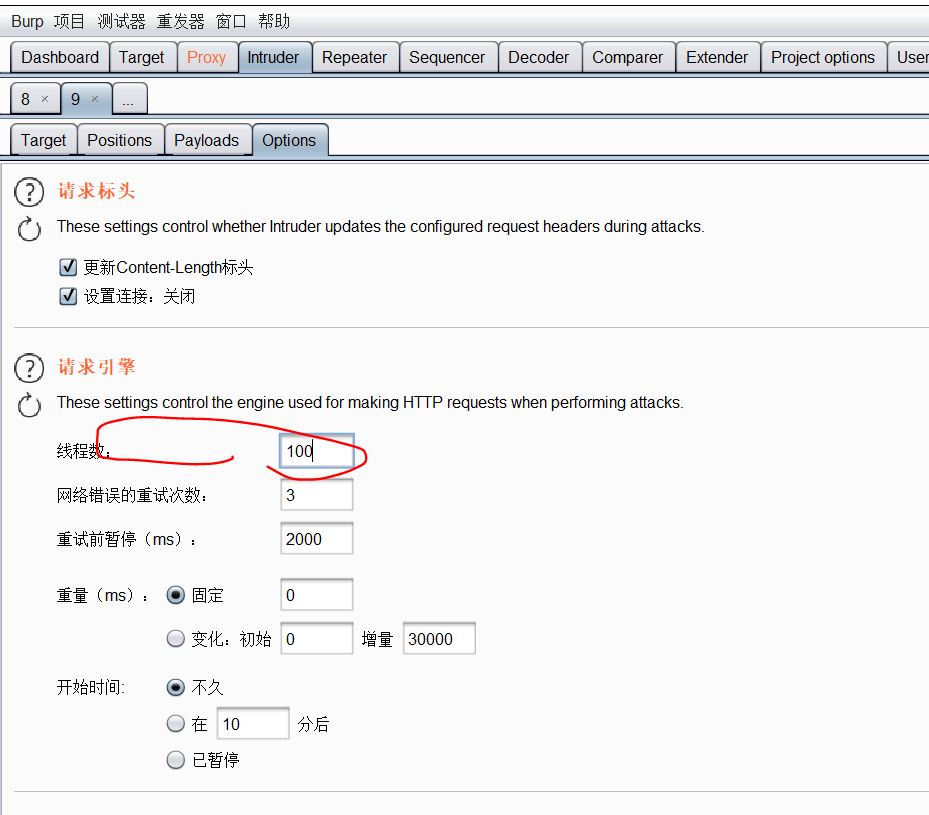 Burp 项目 测试器 重发器 窗口 帮助
Dashboard Target Proxy Intruder Repeater Sequencer Decoder Comparer Extender Project options User
8 × 9 × ...
Target Positions Payloads Options
? 请求标头
These settings control whether Intruder updates the configured request headers during attacks.
更新Content-Length标头
设置连接：关闭
? 请求引擎
These settings control the engine used for making HTTP requests when performing attacks.
线程数： 100
网络错误的重试次数： 3
重试前暂停（ms）： 2000
重量（ms）： 固定 0
变化：初始 0 增量 30000
开始时间: 不久
在 10 分后
已暂停